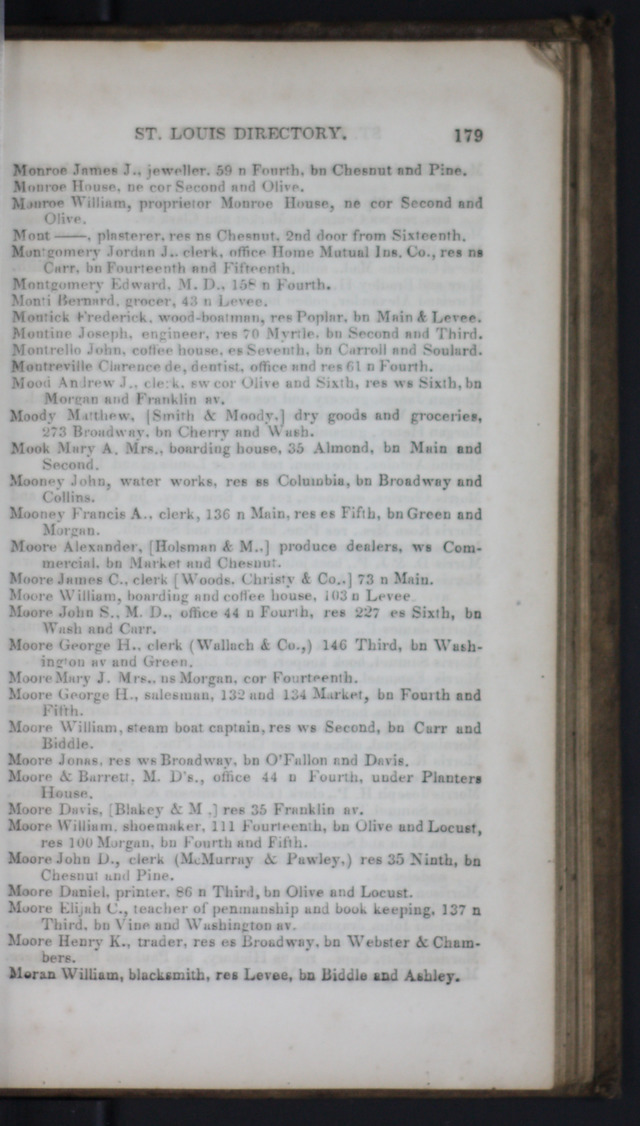 ST. LOUIS DIRECTORY. 179
Monroe James J., jeweller, 59 n Fourth, bn Chesnut and Pine.
Monroe House, ne cor Second and Olive.
Monroe William, proprietor Monroe House, ne cor Second and
Olive.
Mont ——, plasterer, res ns Chesnut, 2nd door from Sixteenth.
Montgomery Jordan J., clerk, office Home Mutual Ins. Co., res ns
Carr, bn Fourteenth and Fifteenth.
Montgomery Edward, M. D., 158 n Fourth.
Monti Bernard, grocer, 43 n Levee.
Montick Frederick, wood-boatman, res Poplar, bn Main & Levee.
Montine Joseph, engineer, res 70 Myrtle, bn Second and Third.
Montrello John, coffee house, es Seventh, bn Carroll and Soulard.
Montreville Clarence de, dentist, office and res 61 n Fourth.
Mood Andrew J., clerk, sw cor Olive and Sixth, res ws Sixth, bn
Morgan and Franklin av.
Moody Matthew, [Smith & Moody,] dry goods and groceries,
273 Broadway, bn Cherry and Wash.
Mook Mary A. Mrs., boarding house, 35 Almond, bn Main and
Second.
Mooney John, water works, res ss Columbia, bn Broadway and
Collins.
Mooney Francis A., clerk, 136 n Main, res es Fifth, bn Green and
Morgan.
Moore Alexander, [Holsman & M.,] produce dealers, ws Com-
mercial, bn Market and Chesnut.
Moore James C., clerk [Woods, Christy & Co.,] 73 n Main.
Moore William, boarding and coffee house, 103 n Levee
Moore John S., M. D., office 44 n Fourth, res 227 es Sixth, bn
Wash and Carr.
Moore George H., clerk (Wallach & Co.,) 146 Third, bn Wash-
ington av and Green.
Moore Mary J. Mrs., ns Morgan, cor Fourteenth.
Moore George H., salesman, 132 and 134 Market, bn Fourth and
Fifth.
Moore William, steam boat captain, res ws Second, bn Carr and
Biddle.
Moore Jonas, res ws Broadway, bn O'Fallon and Davis.
Moore & Barrett, M. D's., office 44 n Fourth, under Planters
House.
Moore Davis, [Blakey & M.,] res 35 Franklin av.
Moore William, shoemaker, 111 Fourteenth, bn Olive and Locust,
res 100 Morgan, bn Fourth and Fifth.
Moore John D., clerk (McMurray & Pawley,) res 35 Ninth, bn
Chesnut and Pine.
Moore Daniel, printer, 86 n Third, bn Olive and Locust.
Moore Elijah C., teacher of penmanship and book keeping, 137 n
Third, bn Vine and Washington av.
Moore Henry K., trader, res es Broadway, bn Webster & Cham-
bers.
Moran William, blacksmith, res Levee, bn Biddle and Ashley.